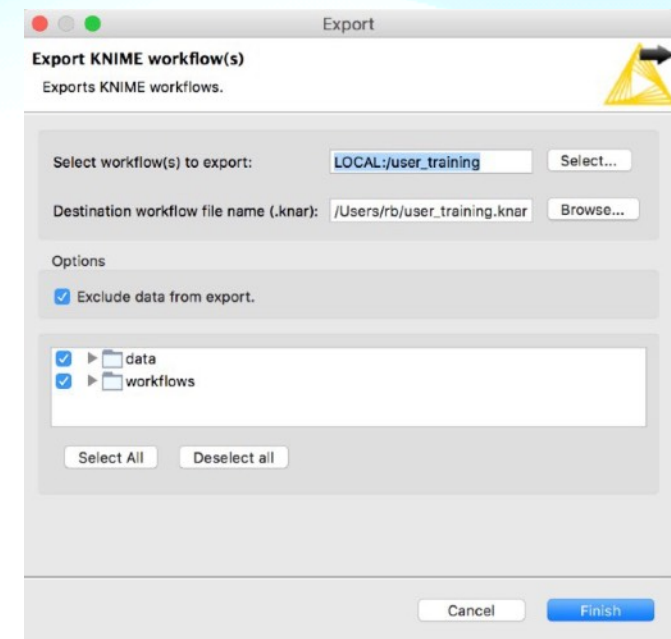 Export
Export KNIME workflow(s)
Exports KNIME workflows.
Select workflow(s) to export: LOCAL:/user_training Select...
Destination workflow file name (.knar): /Users/rb/user_training.knar Browse...
Options
Exclude data from export.
data
workflows
Select All Deselect all
Cancel Finish